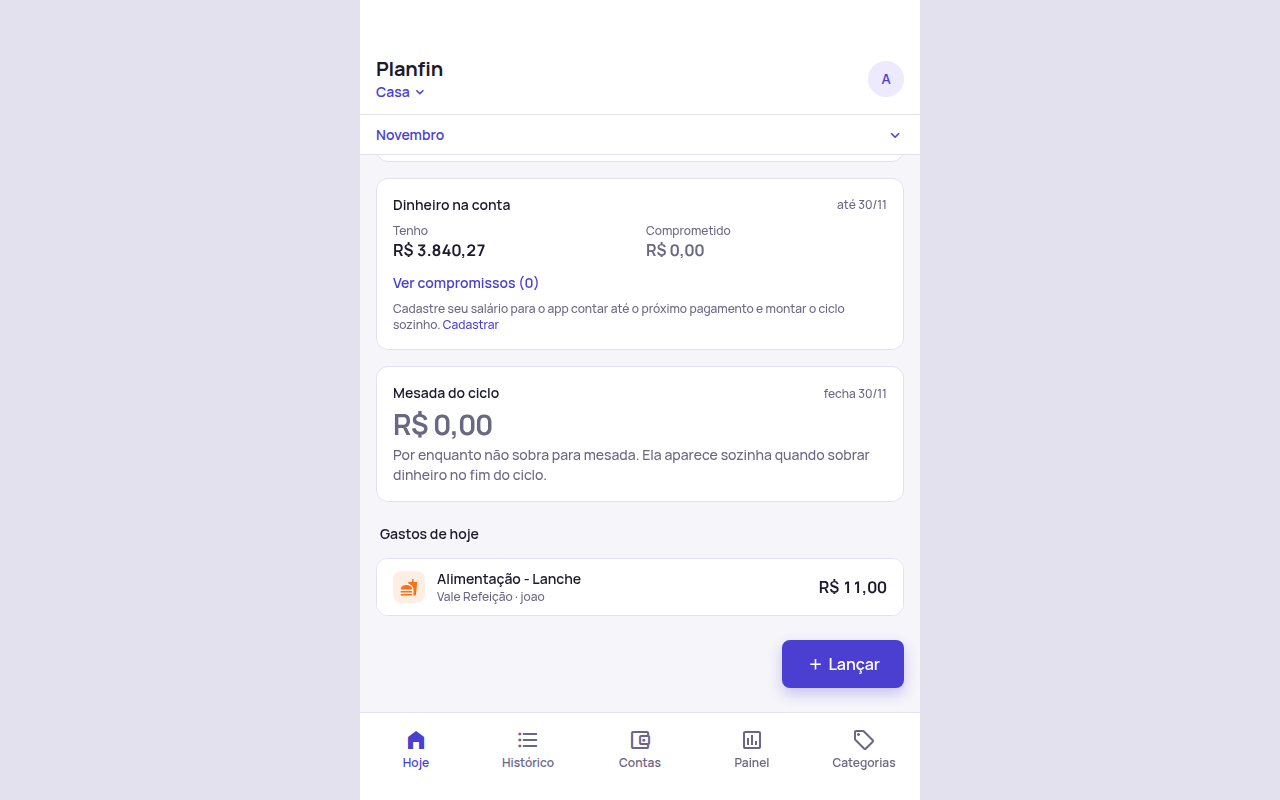 Planfin
Casa
A
Novembro
Dinheiro na conta
até 30/11
Tenho
Comprometido
R$ 3.840,27
R$ 0,00
Ver compromissos (0)
Cadastre seu salário para o app contar até o próximo pagamento e montar o ciclo
sozinho. Cadastrar
Mesada do ciclo
fecha 30/11
R$ 0,00
Por enquanto não sobra para mesada. Ela aparece sozinha quando sobrar
dinheiro no fim do ciclo.
Gastos de hoje
Alimentação - Lanche
Vale Refeição · joao
R$ 11,00
+ Lançar
Hoje
Histórico
Contas
Painel
Categorias